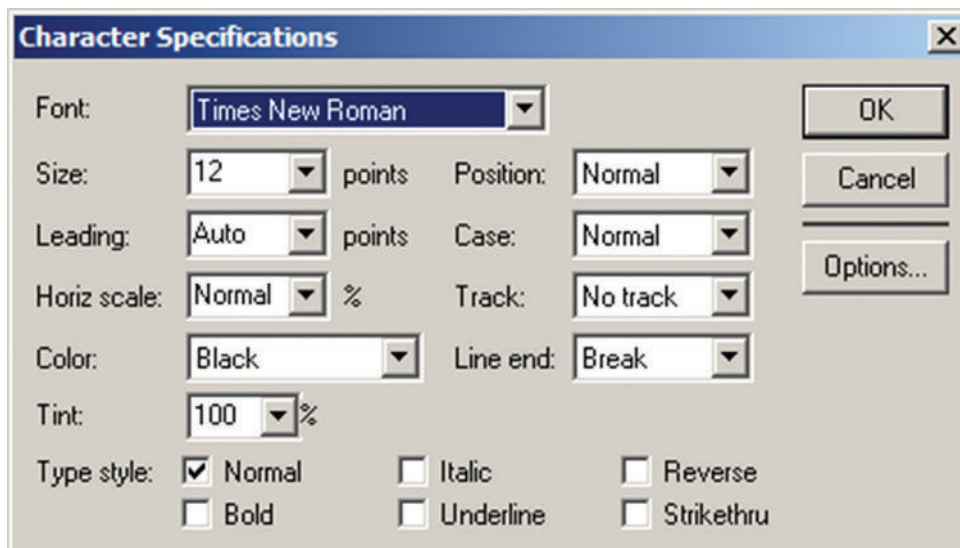 Character Specifications
Font: Times New Roman OK
Size: 12 points Position: Normal Cancel
Leading: Auto points Case: Normal
Options...
Horiz scale: Normal % Track: No track
Color: Black Line end: Break
Tint: 100 %
Type style: Normal Italic Reverse
Bold Underline Strikethru